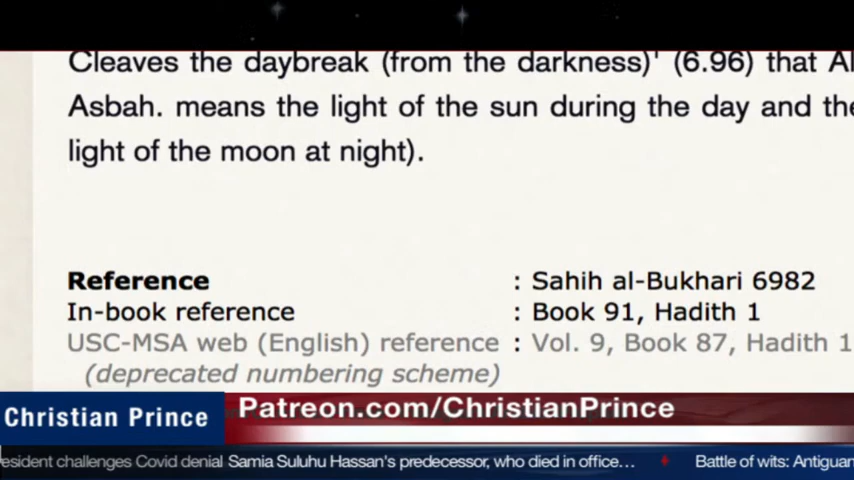 Cleaves the daybreak (from the darkness)' (6.96) that Al
Asbah. means the light of the sun during the day and the
light of the moon at night).
Reference : Sahih al-Bukhari 6982
In-book reference : Book 91, Hadith 1
USC-MSA web (English) reference : Vol. 9, Book 87, Hadith 1
(deprecated numbering scheme)
Christian Prince
Patreon.com/ChristianPrince
esident challenges Covid denial Samia Suluhu Hassan's predecessor, who died in office... Battle of wits: Antiguan